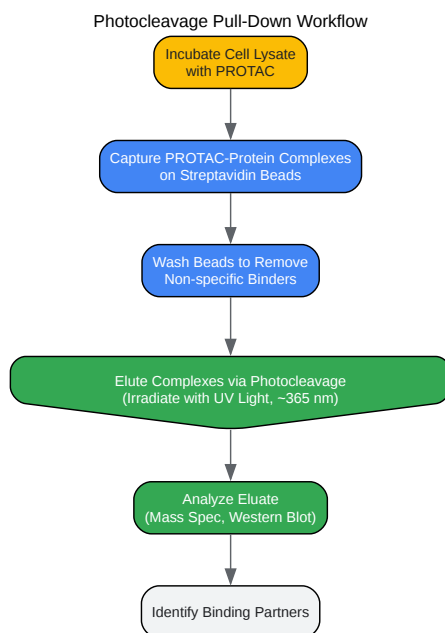 Photocleavage Pull-Down Workflow
Incubate Cell Lysate
with PROTAC
Capture PROTAC-Protein Complexes
on Streptavidin Beads
Wash Beads to Remove
Non-specific Binders
Elute Complexes via Photocleavage
(Irradiate with UV Light, ~365 nm)
Analyze Eluate
(Mass Spec, Western Blot)
Identify Binding Partners